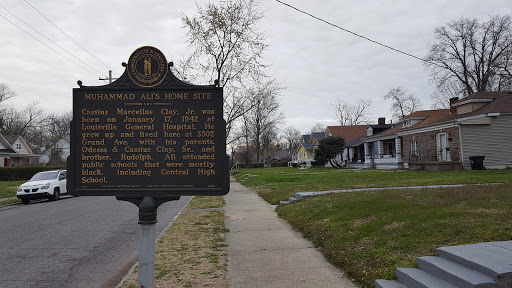 MUHAMMAD ALI'S HOME SITE
Cassius Marcellus Clay, Jr. was
born on January 17, 1942 at
Louisville General Hospital. He
grew up and lived here at 3302
Grand Ave. with his parents,
Odessa & Cassius Clay, Sr., and
brother, Rudolph. Ali attended
public schools that were mostly
black, including Central High
School.